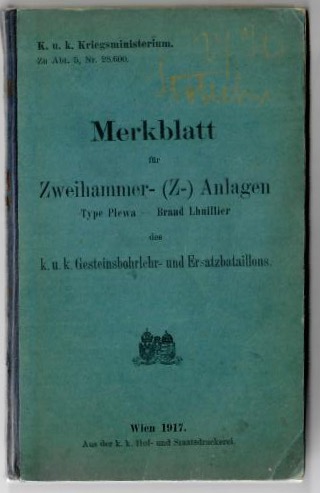 K. u. k. Kriegsministerium.
Zu Abt. 5, Nr. 28.600.
Merkblatt
für
Zweihammer- (Z-) Anlagen
Type Plewa Brand Lhuillier
des
k. u. k. Gesteinsbohrlehr- und Ersatzbataillons.
Wien 1917.
Aus der k. k. Hof- und Staatsdruckerei.